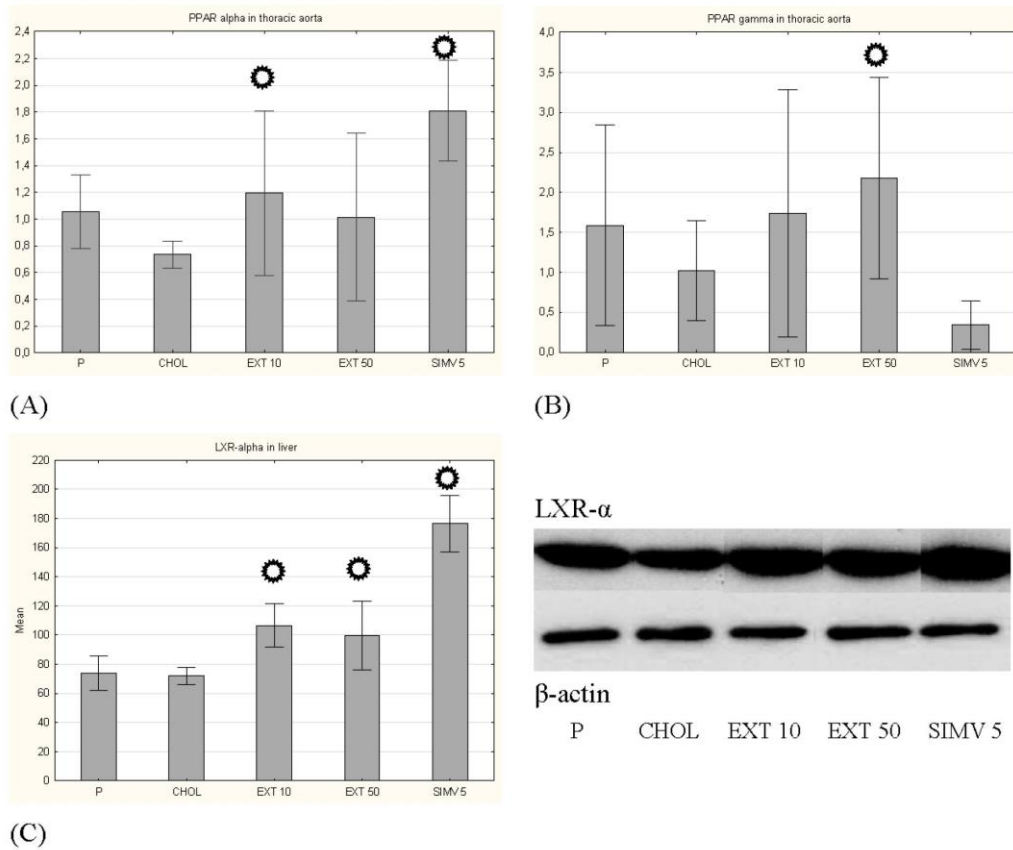 PPAR alpha in thoracic aorta
2,4
2,2
2,0
1,8
1,6
1,4
1,2
1,0
0,8
0,6
0,4
0,2
0,0
P CHOL EXT 10 EXT 50 SIMV 5
(A)
PPAR gamma in thoracic aorta
4,0
3,5
3,0
2,5
2,0
1,5
1,0
0,5
0,0
P CHOL EXT 10 EXT 50 SIMV 5
(B)
LXR-alpha in liver
220
200
180
160
140
120
100
80
60
40
20
0
Mean
P CHOL EXT 10 EXT 50 SIMV 5
(C)
LXR-α
β-actin
P CHOL EXT 10 EXT 50 SIMV 5